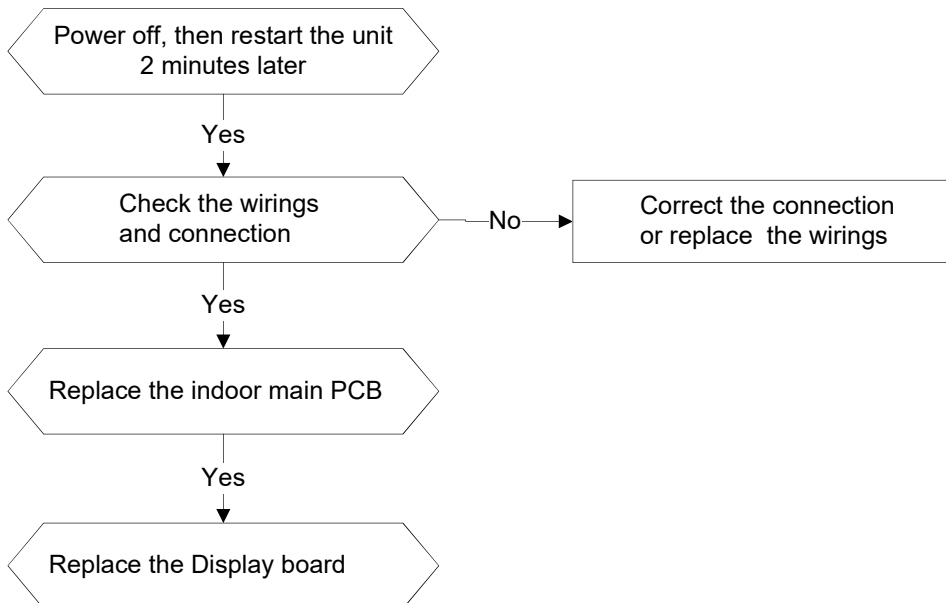 Power off, then restart the unit
2 minutes later
Yes
Check the wirings
and connection
No
Correct the connection
or replace  the wirings
Yes
Replace the indoor main PCB
Yes
Replace the Display board